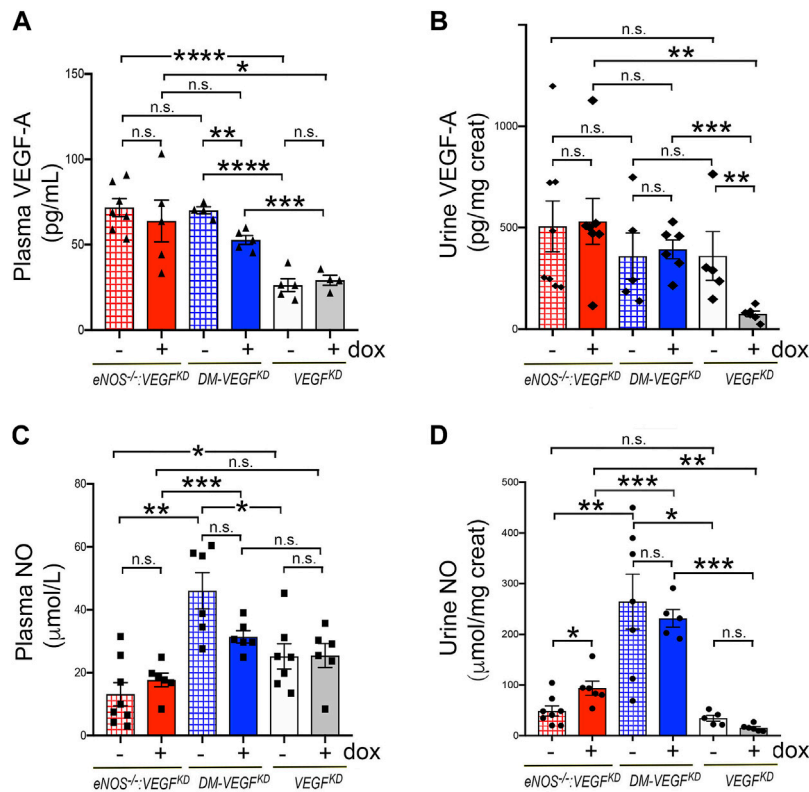 A
****
*
n.s.
n.s.
n.s.
**
n.s.
****
***
Plasma VEGF-A
(pg/mL)
150
100
50
0
- + - + - + dox
eNOS-/-:VEGFKD DM-VEGFKD VEGFKD
B
n.s.
**
n.s.
n.s.
***
n.s.
n.s.
**
n.s.
Urine VEGF-A
(pg/mg creat)
1000
500
0
- + - + - + dox
eNOS-/-:VEGFKD DM-VEGFKD VEGFKD
C
*
n.s.
***
**
*
n.s.
n.s.
n.s.
n.s.
Plasma NO
(μmol/L)
80
60
40
20
0
- + - + - + dox
eNOS-/-:VEGFKD DM-VEGFKD VEGFKD
D
n.s.
**
***
**
*
n.s.
***
*
n.s.
Urine NO
(μmol/mg creat)
500
400
300
200
100
0
- + - + - + dox
eNOS-/-:VEGFKD DM-VEGFKD VEGFKD